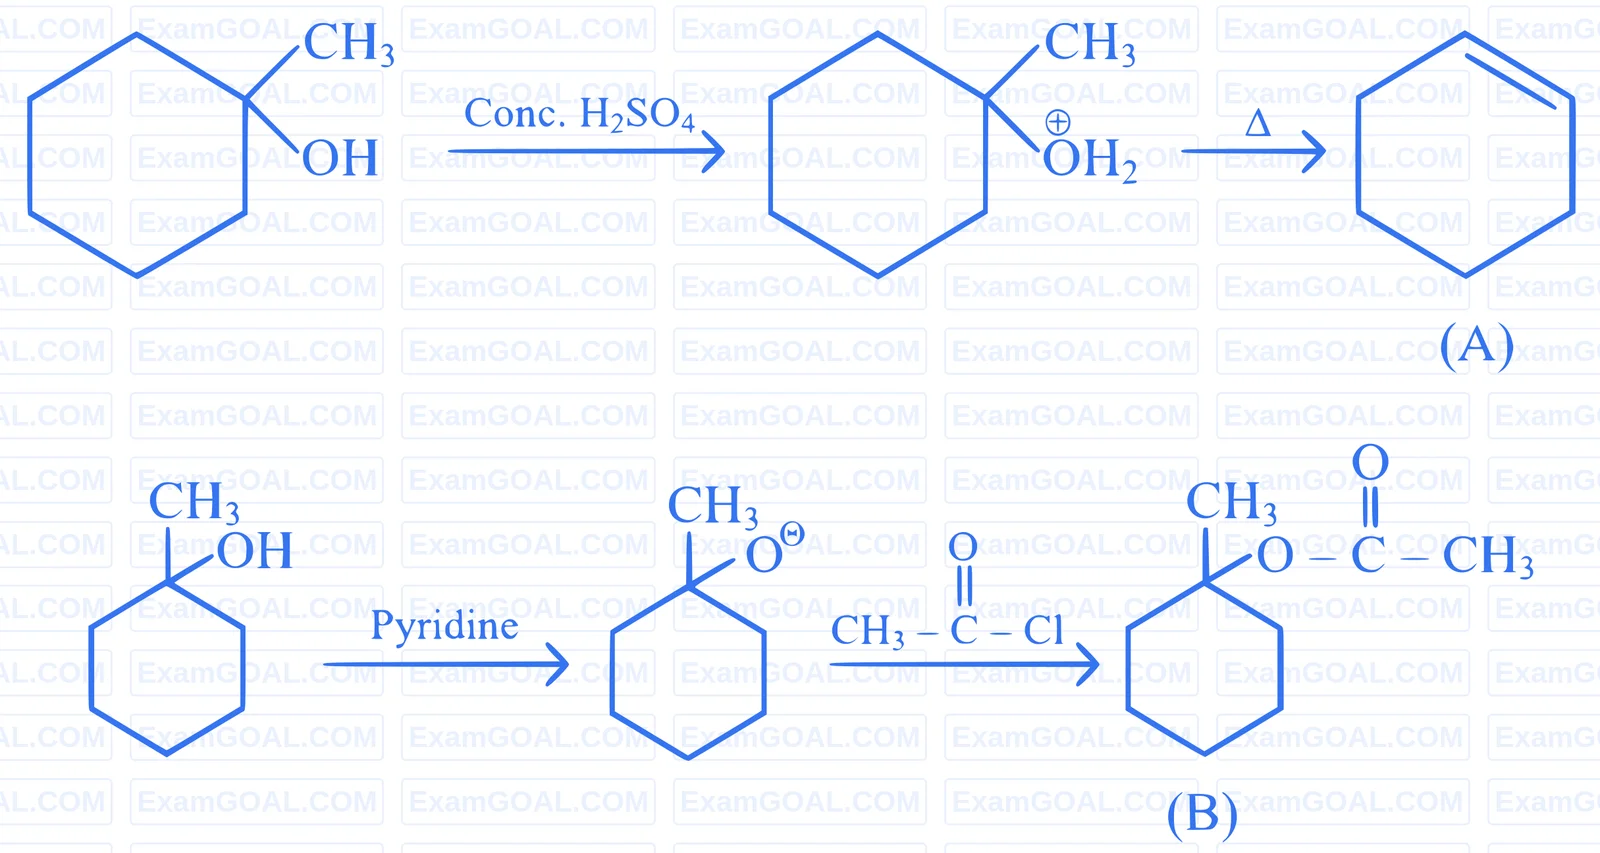 CH₃
OH
Conc. H₂SO₄
CH₃
⊕
OH₂
Δ
(A)
CH₃
OH
Pyridine
CH₃
O⊖
O
CH₃ – C – Cl
O
CH₃
O – C – CH₃
(B)
ExamGOAL.COM